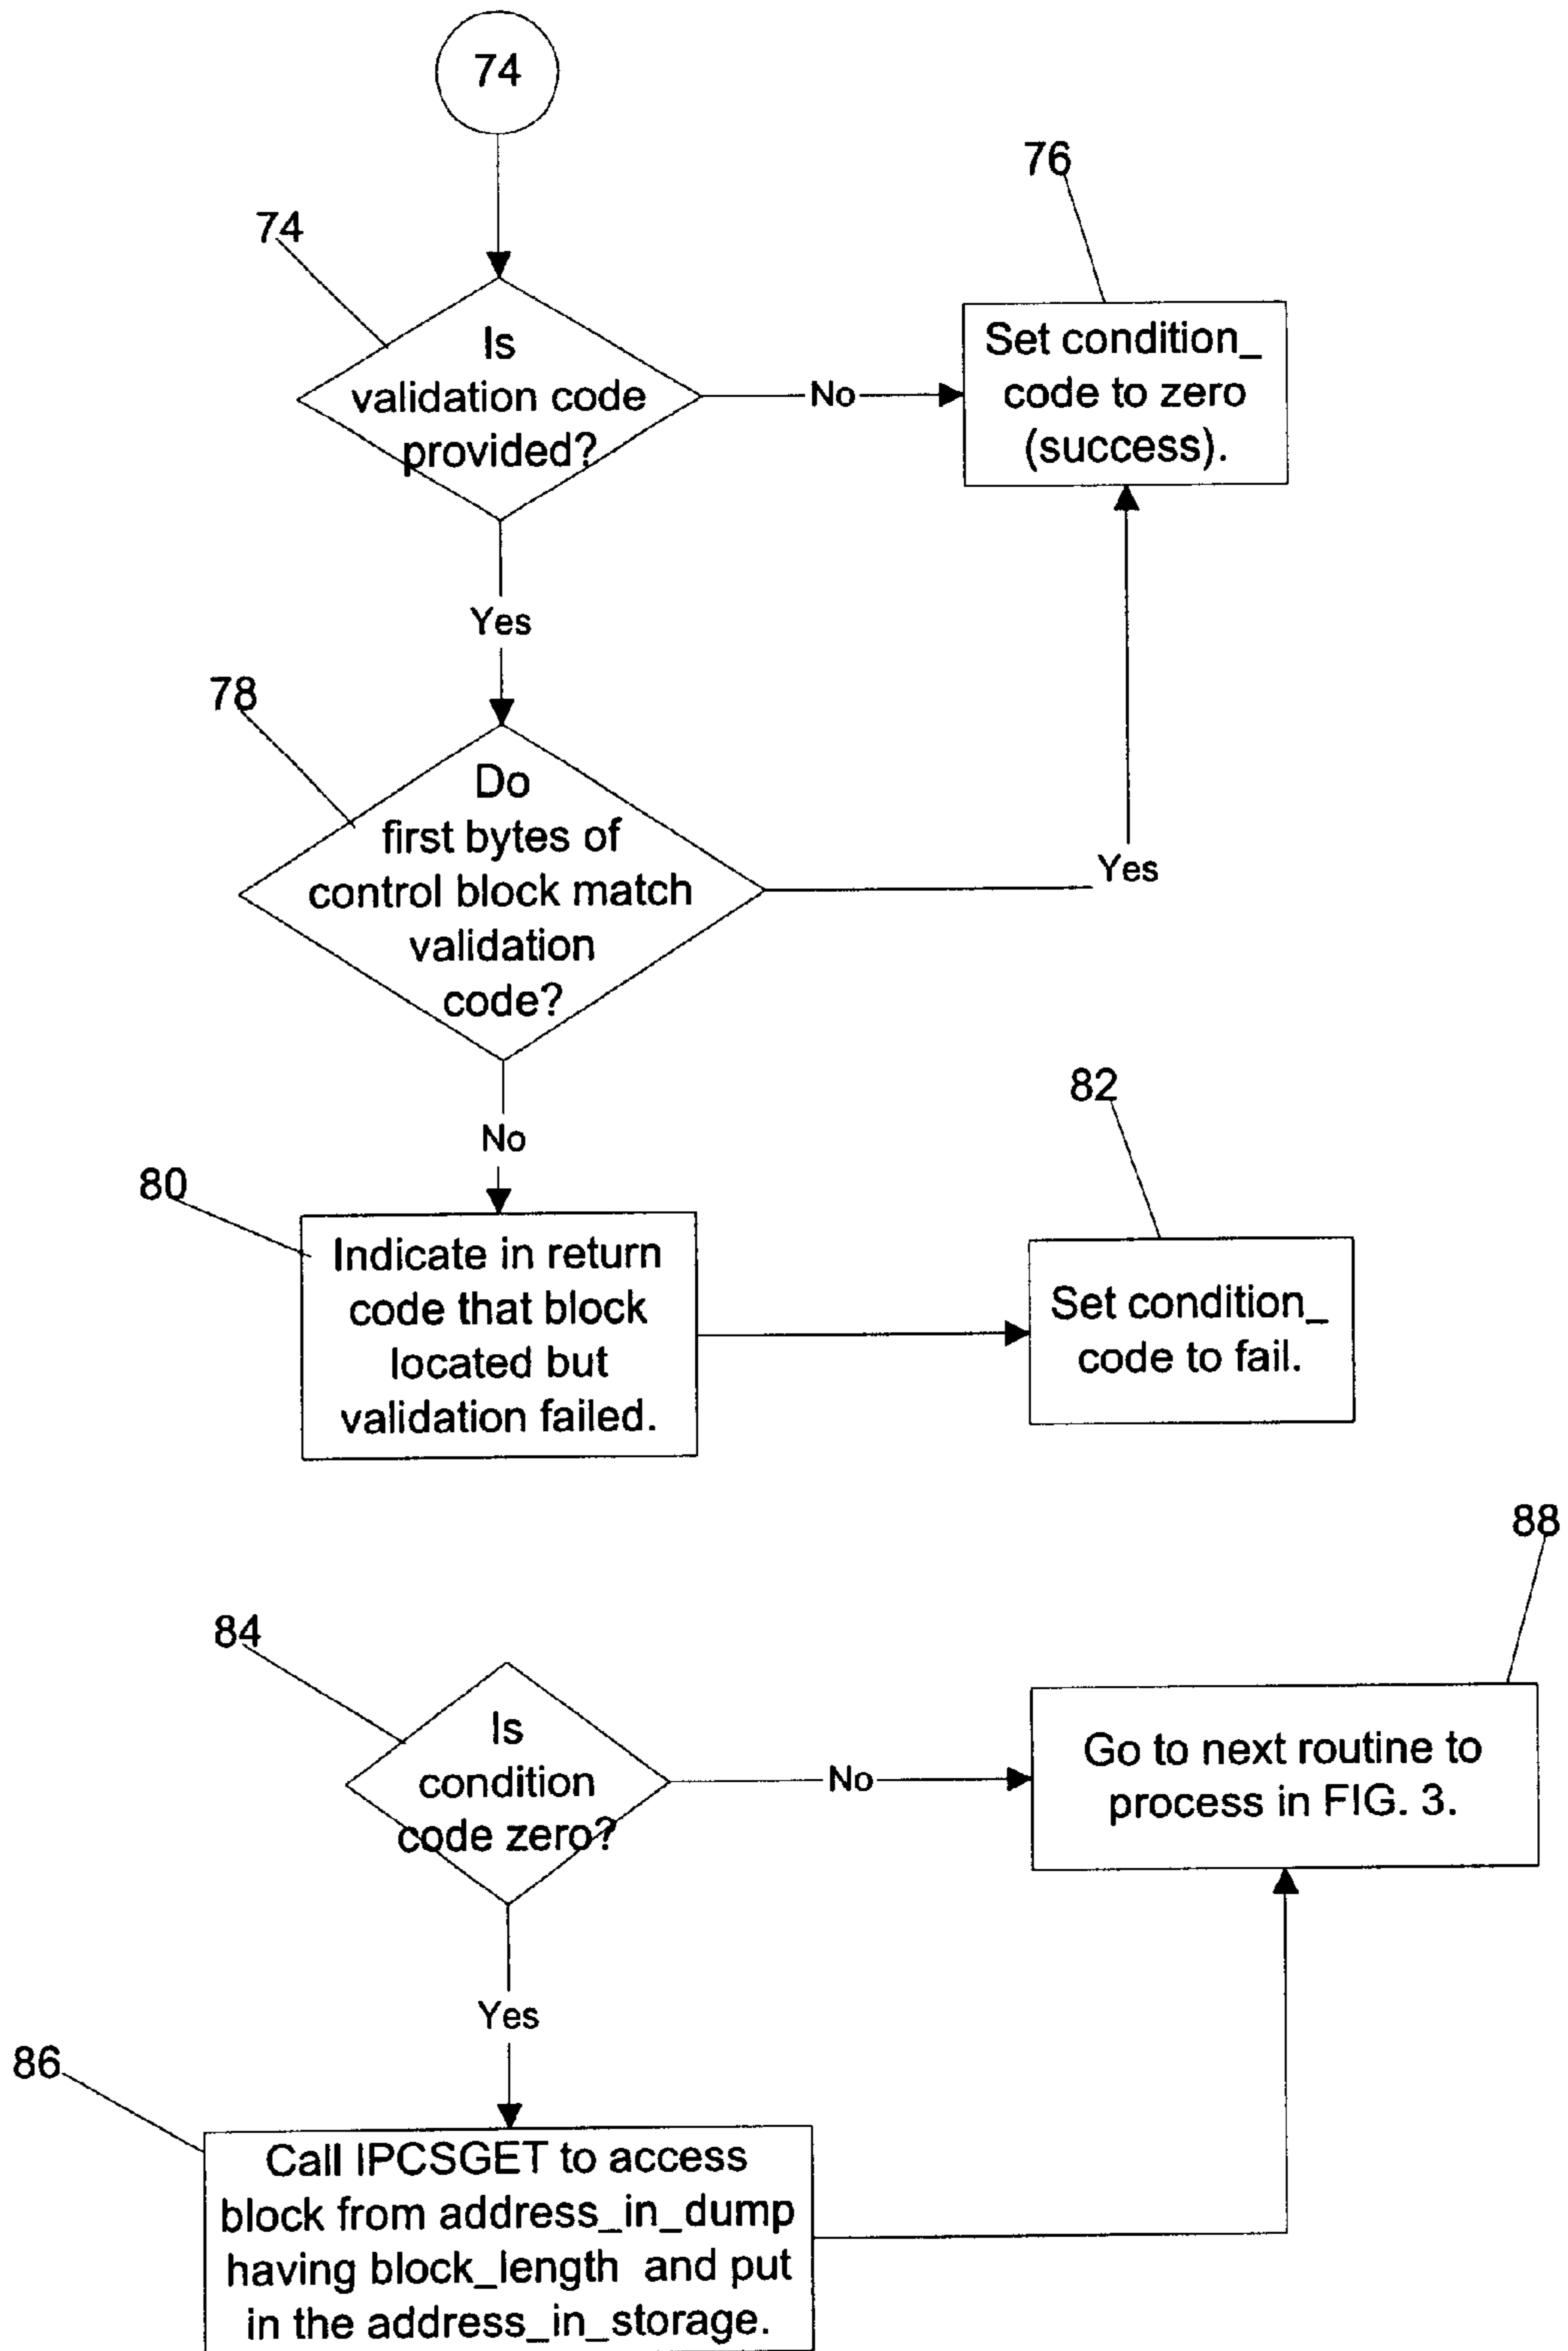 74
74
Is
validation code
provided?
No
76
Set condition_
code to zero
(success).
Yes
78
Do
first bytes of
control block match
validation
code?
Yes
No
80
Indicate in return
code that block
located but
validation failed.
82
Set condition_
code to fail.
84
Is
condition
code zero?
No
88
Go to next routine to
process in FIG. 3.
Yes
86
Call IPCSGET to access
block from address_in_dump
having block_length and put
in the address_in_storage.